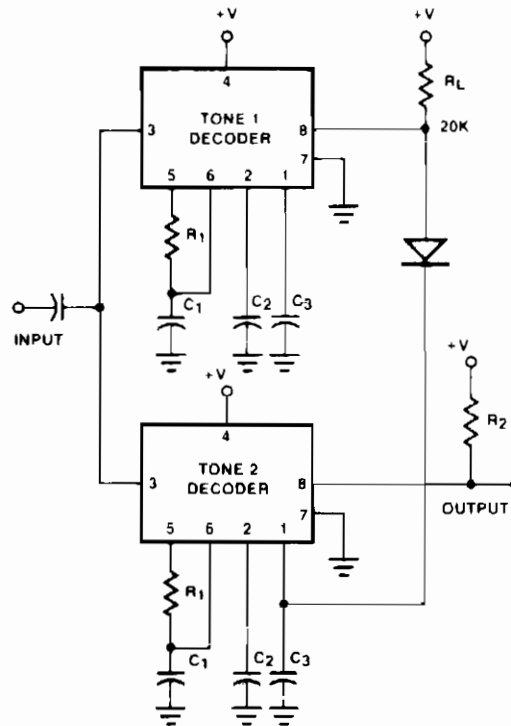 +V
+V
4
RL
TONE 1
DECODER
3
8
20K
7
5 6 2 1
R1
C1
C2
C3
INPUT
+V
+V
4
R2
TONE 2
DECODER
3
8
7
OUTPUT
5 6 2 1
R1
C1
C2
C3